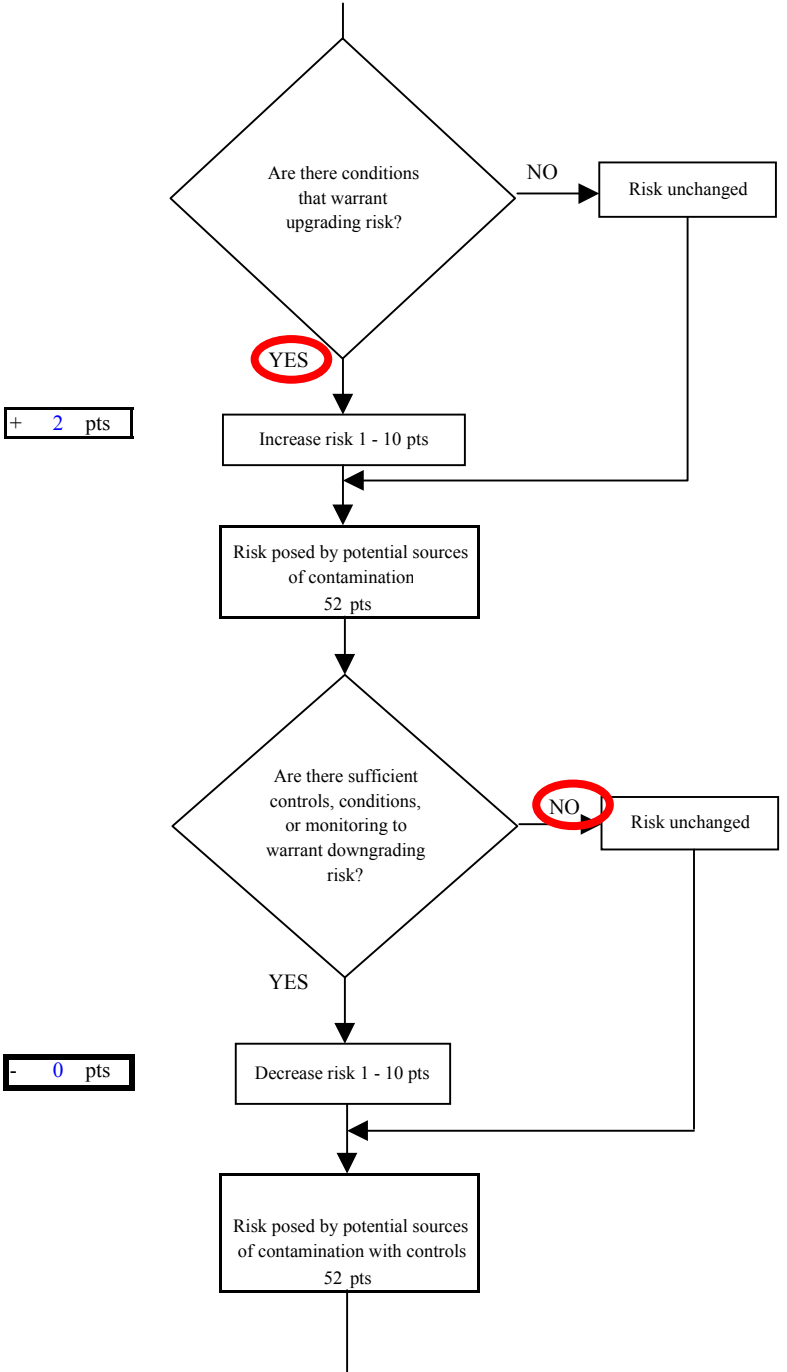 Are there conditions
that warrant
upgrading risk?
NO
Risk unchanged
YES
+ 2 pts
Increase risk 1 - 10 pts
Risk posed by potential sources
of contamination
52 pts
Are there sufficient
controls, conditions,
or monitoring to
warrant downgrading
risk?
NO
Risk unchanged
YES
- 0 pts
Decrease risk 1 - 10 pts
Risk posed by potential sources
of contamination with controls
52 pts